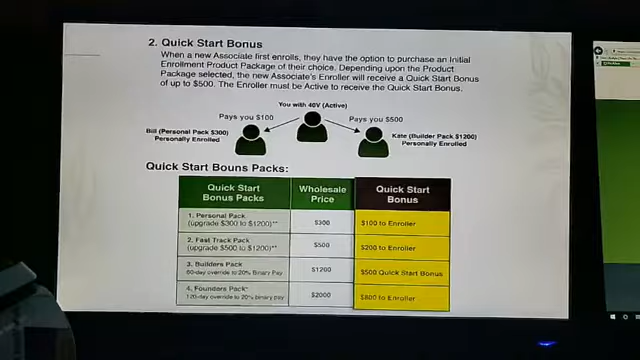 2. Quick Start Bonus
When a new Associate first enrolls, they have the option to purchase an Initial
Enrollment Product Package of their choice. Depending upon the Product
Package selected, the new Associate's Enroller will receive a Quick Start Bonus
of up to $500. The Enroller must be Active to receive the Quick Start Bonus.
You with 40V (Active)
Pays you $100
Pays you $500
Bill (Personal Pack $300)
Personally Enrolled
Kate (Builder Pack $1200)
Personally Enrolled
Quick Start Bouns Packs:
Quick Start
Bonus Packs
Wholesale
Price
Quick Start
Bonus
1. Personal Pack
(upgrade $300 to $1200)**
$300
$100 to Enroller
2. Fast Track Pack
(upgrade $500 to $1200)**
$500
$200 to Enroller
3. Builders Pack
60-day override to 20% Binary Pay
$1200
$500 Quick Start Bonus
4. Founders Pack*
120-day override to 20% binary pay
$2000
$800 to Enroller